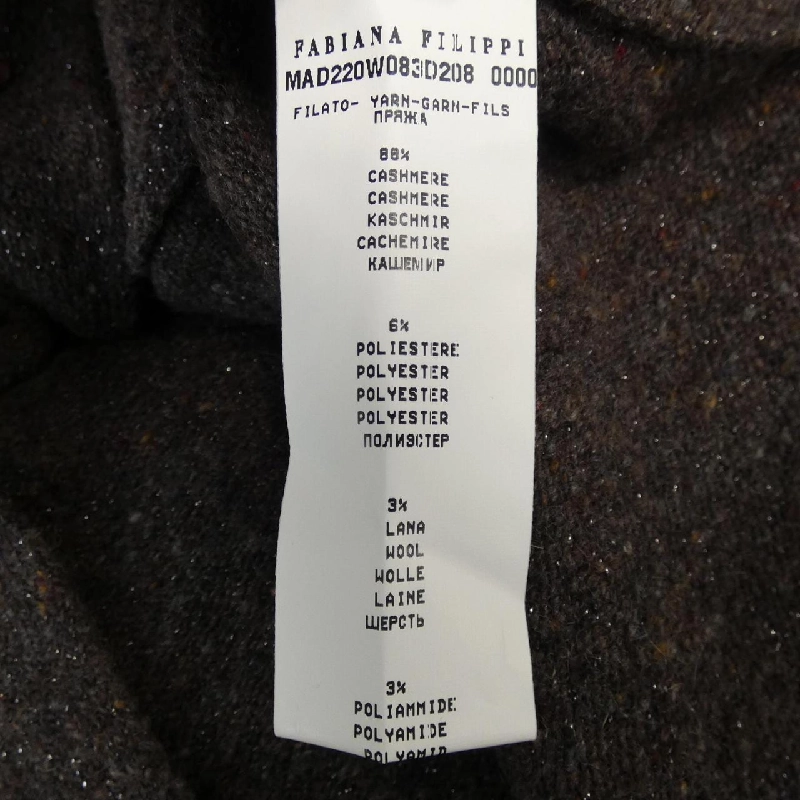 FABIANA FILIPPI
MAD220W083D208 0000
FILATO- YARN-GARN-FILS
ПРЯЖА
88%
CASHMERE
CASHMERE
KASCHMIR
CACHEMIRE
КАШЕМИР
6%
POLIESTERE
POLYESTER
POLYESTER
POLYESTER
ПОЛИЭСТЕР
3%
LANA
WOOL
WOLLE
LAINE
ШЕРСТЬ
3%
POLIAMMIDE
POLYAMIDE
POLYAMID